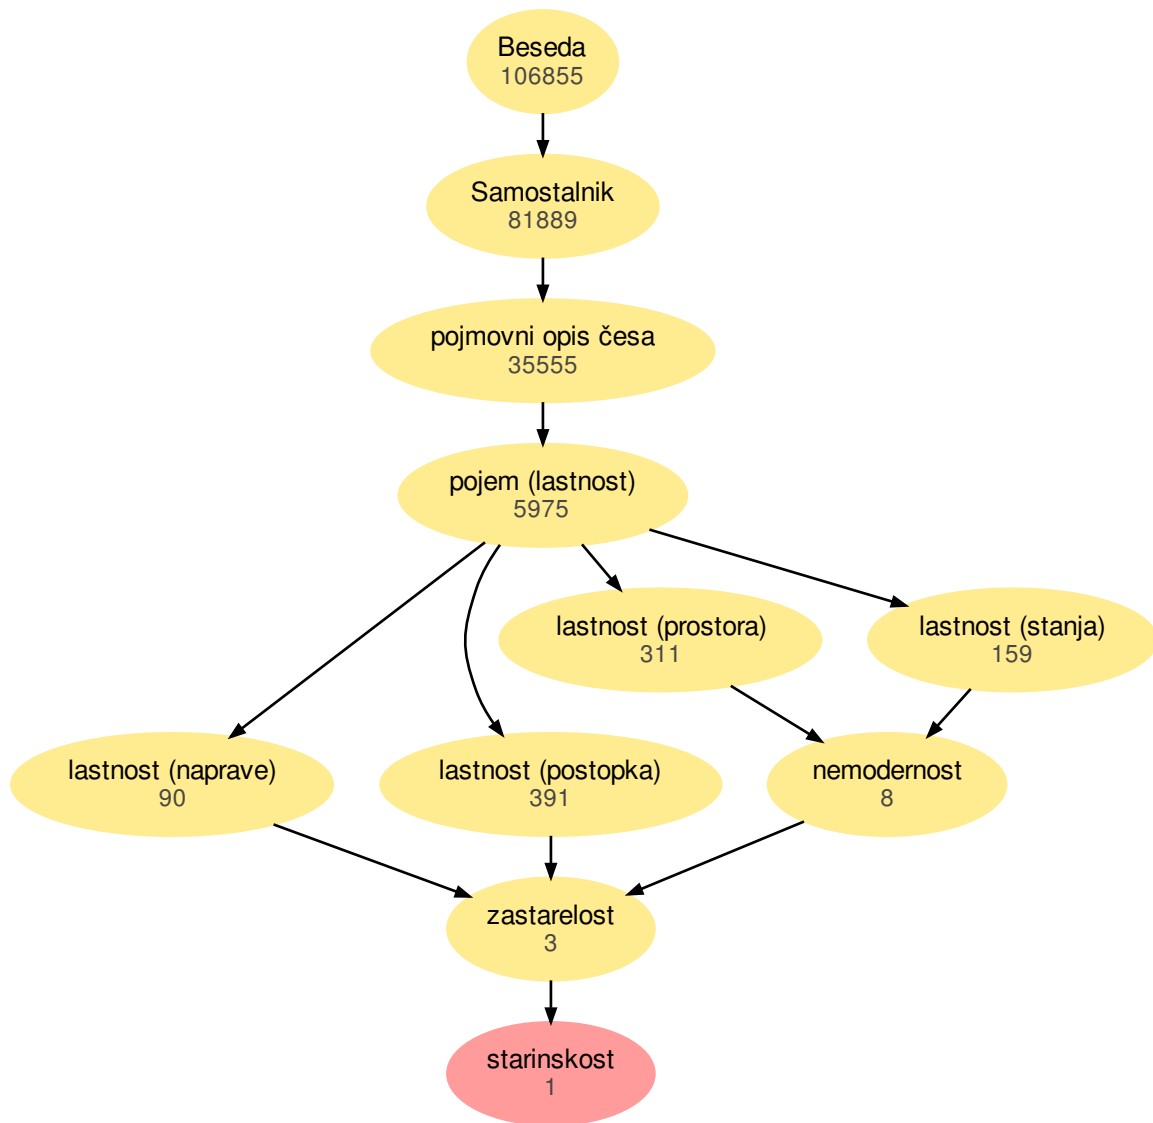 Beseda
106855
Samostalnik
81889
pojmovni opis česa
35555
pojem (lastnost)
5975
lastnost (prostora)
311
lastnost (stanja)
159
lastnost (naprave)
90
lastnost (postopka)
391
nemodernost
8
zastarelost
3
starinskost
1